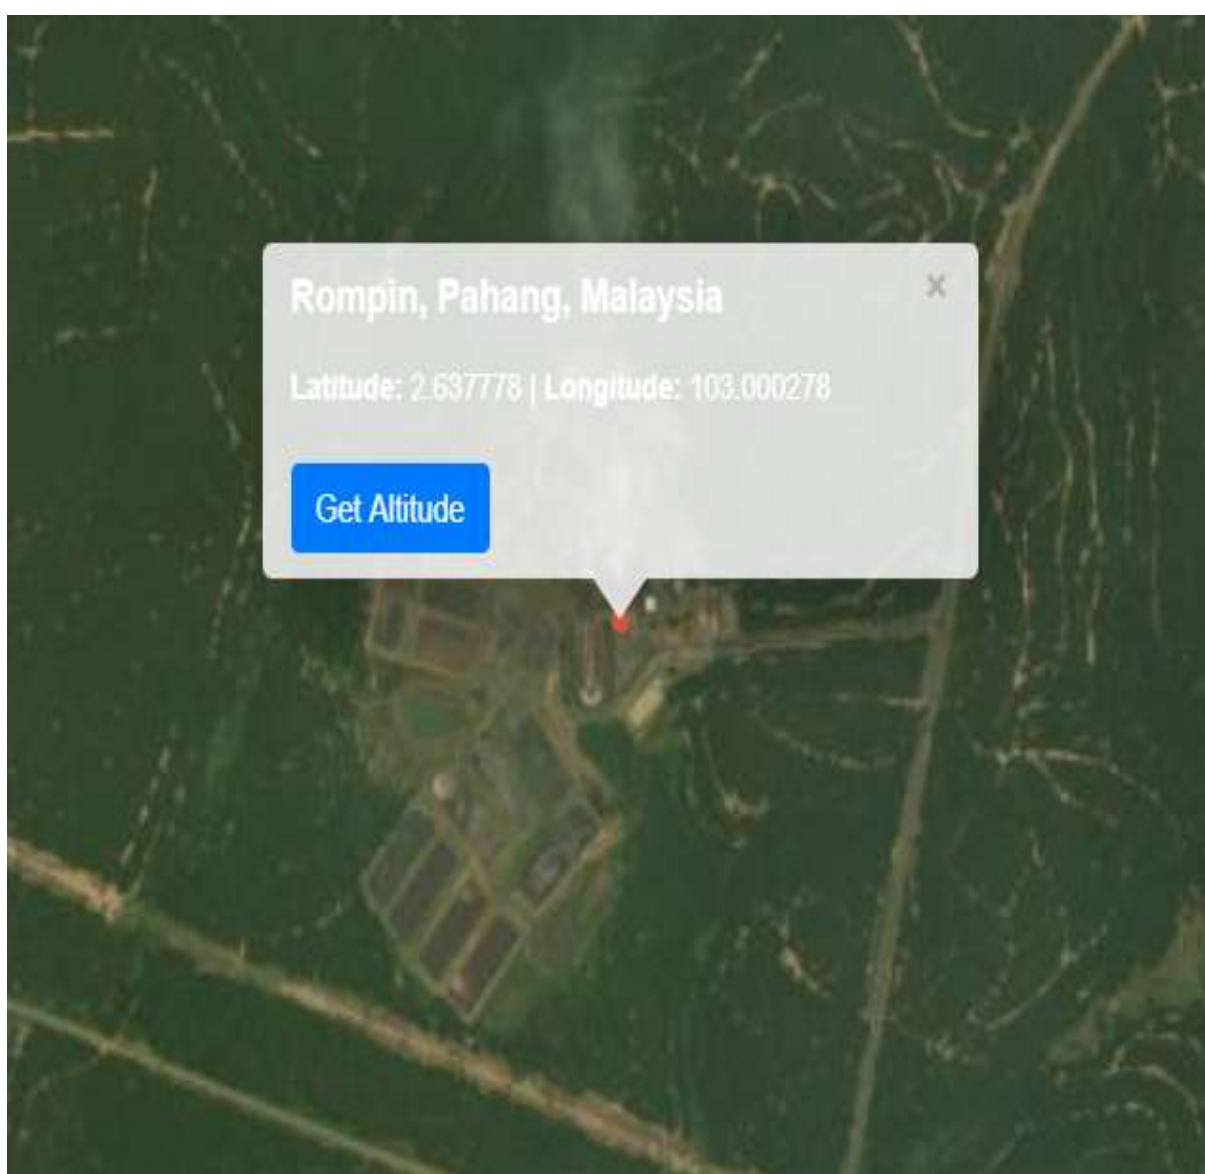 Rompin, Pahang, Malaysia
×
Latitude: 2.637778 | Longitude: 103.000278
Get Altitude